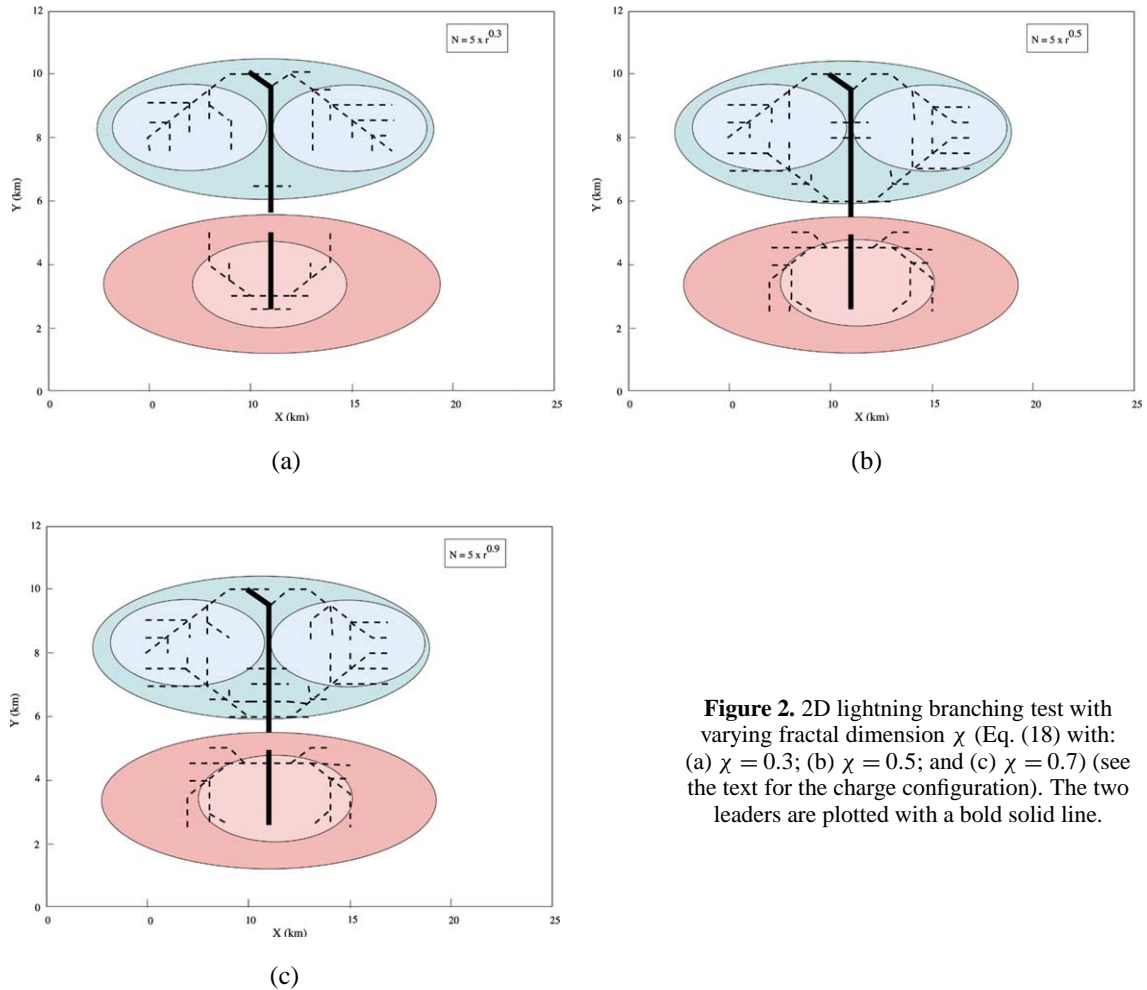 12
10
8
6
4
2
0
Y (km)
N = 5 x r^0.3
0 0 10 15 20 25
X (km)
(a)
12
10
8
6
4
2
0
Y (km)
N = 5 x r^0.5
0 0 10 15 20 25
X (km)
(b)
12
10
8
6
4
2
0
Y (km)
N = 5 x r^0.9
0 0 10 15 20 25
X (km)
(c)
Figure 2. 2D lightning branching test with
varying fractal dimension χ (Eq. (18) with:
(a) χ = 0.3; (b) χ = 0.5; and (c) χ = 0.7) (see
the text for the charge configuration). The two
leaders are plotted with a bold solid line.